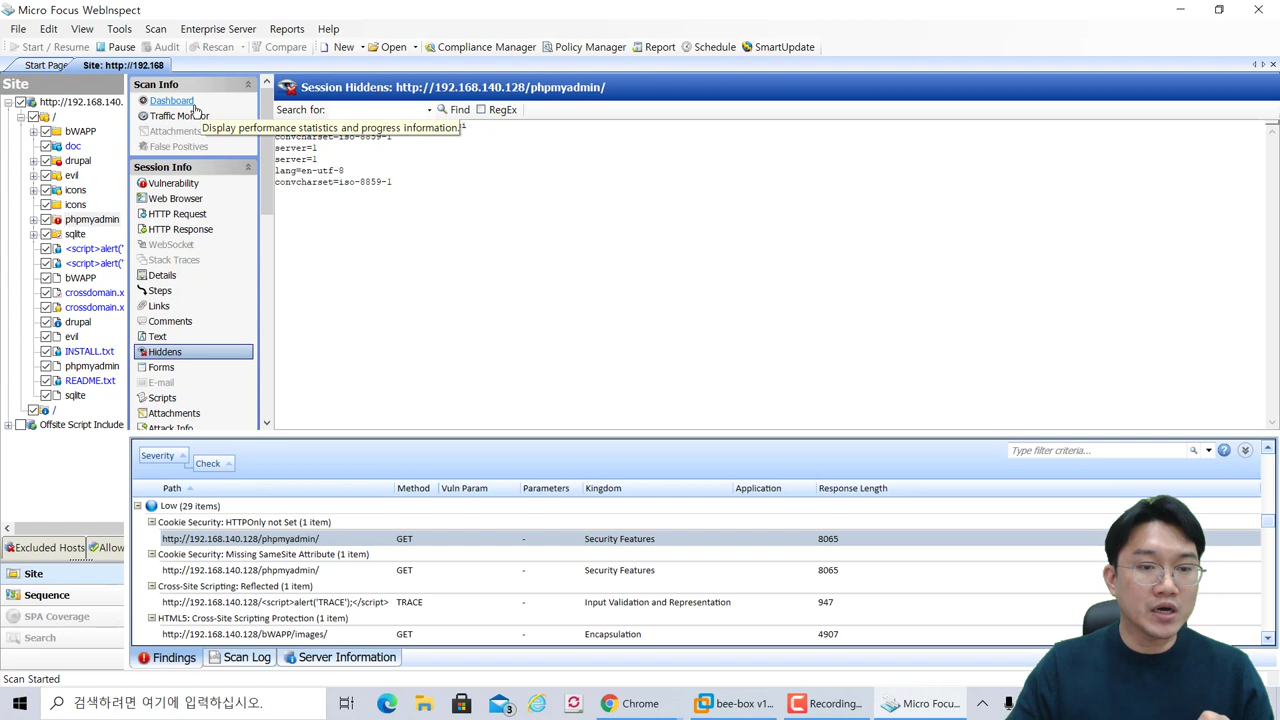 Micro Focus WebInspect
File Edit View Tools Scan Enterprise Server Reports Help
Start / Resume Pause Audit Rescan Compare New Open Compliance Manager Policy Manager Report Schedule SmartUpdate
Start Page Site: http://192.168
Site
http://192.168.140.
/
bWAPP
doc
drupal
evil
icons
icons
phpmyadmin
sqlite
<script>alert('
<script>alert('
bWAPP
crossdomain.x
crossdomain.x
drupal
evil
INSTALL.txt
phpmyadmin
README.txt
sqlite
/
Offsite Script Include
Excluded Hosts Allow
Site
Sequence
SPA Coverage
Search
Scan Info
Dashboard
Traffic Monitor
Attachments
False Positives
Session Info
Vulnerability
Web Browser
HTTP Request
HTTP Response
WebSocket
Stack Traces
Details
Steps
Links
Comments
Text
Hiddens
Forms
E-mail
Scripts
Attachments
Attack Info
Session Hiddens: http://192.168.140.128/phpmyadmin/
Search for: Find RegEx
Display performance statistics and progress information.
convcharset=iso-8859-1
server=1
server=1
lang=en-utf-8
convcharset=iso-8859-1
Severity
Check
Type filter criteria...
Path Method Vuln Param Parameters Kingdom Application Response Length
Low (29 items)
Cookie Security: HTTPOnly not Set (1 item)
http://192.168.140.128/phpmyadmin/ GET - Security Features 8065
Cookie Security: Missing SameSite Attribute (1 item)
http://192.168.140.128/phpmyadmin/ GET - Security Features 8065
Cross-Site Scripting: Reflected (1 item)
http://192.168.140.128/<script>alert('TRACE');</script> TRACE - Input Validation and Representation 947
HTML5: Cross-Site Scripting Protection (1 item)
http://192.168.140.128/bWAPP/images/ GET - Encapsulation 4907
Findings Scan Log Server Information
Scan Started
검색하려면 여기에 입력하십시오.
3
Chrome
bee-box v1...
Recording...
Micro Focu...